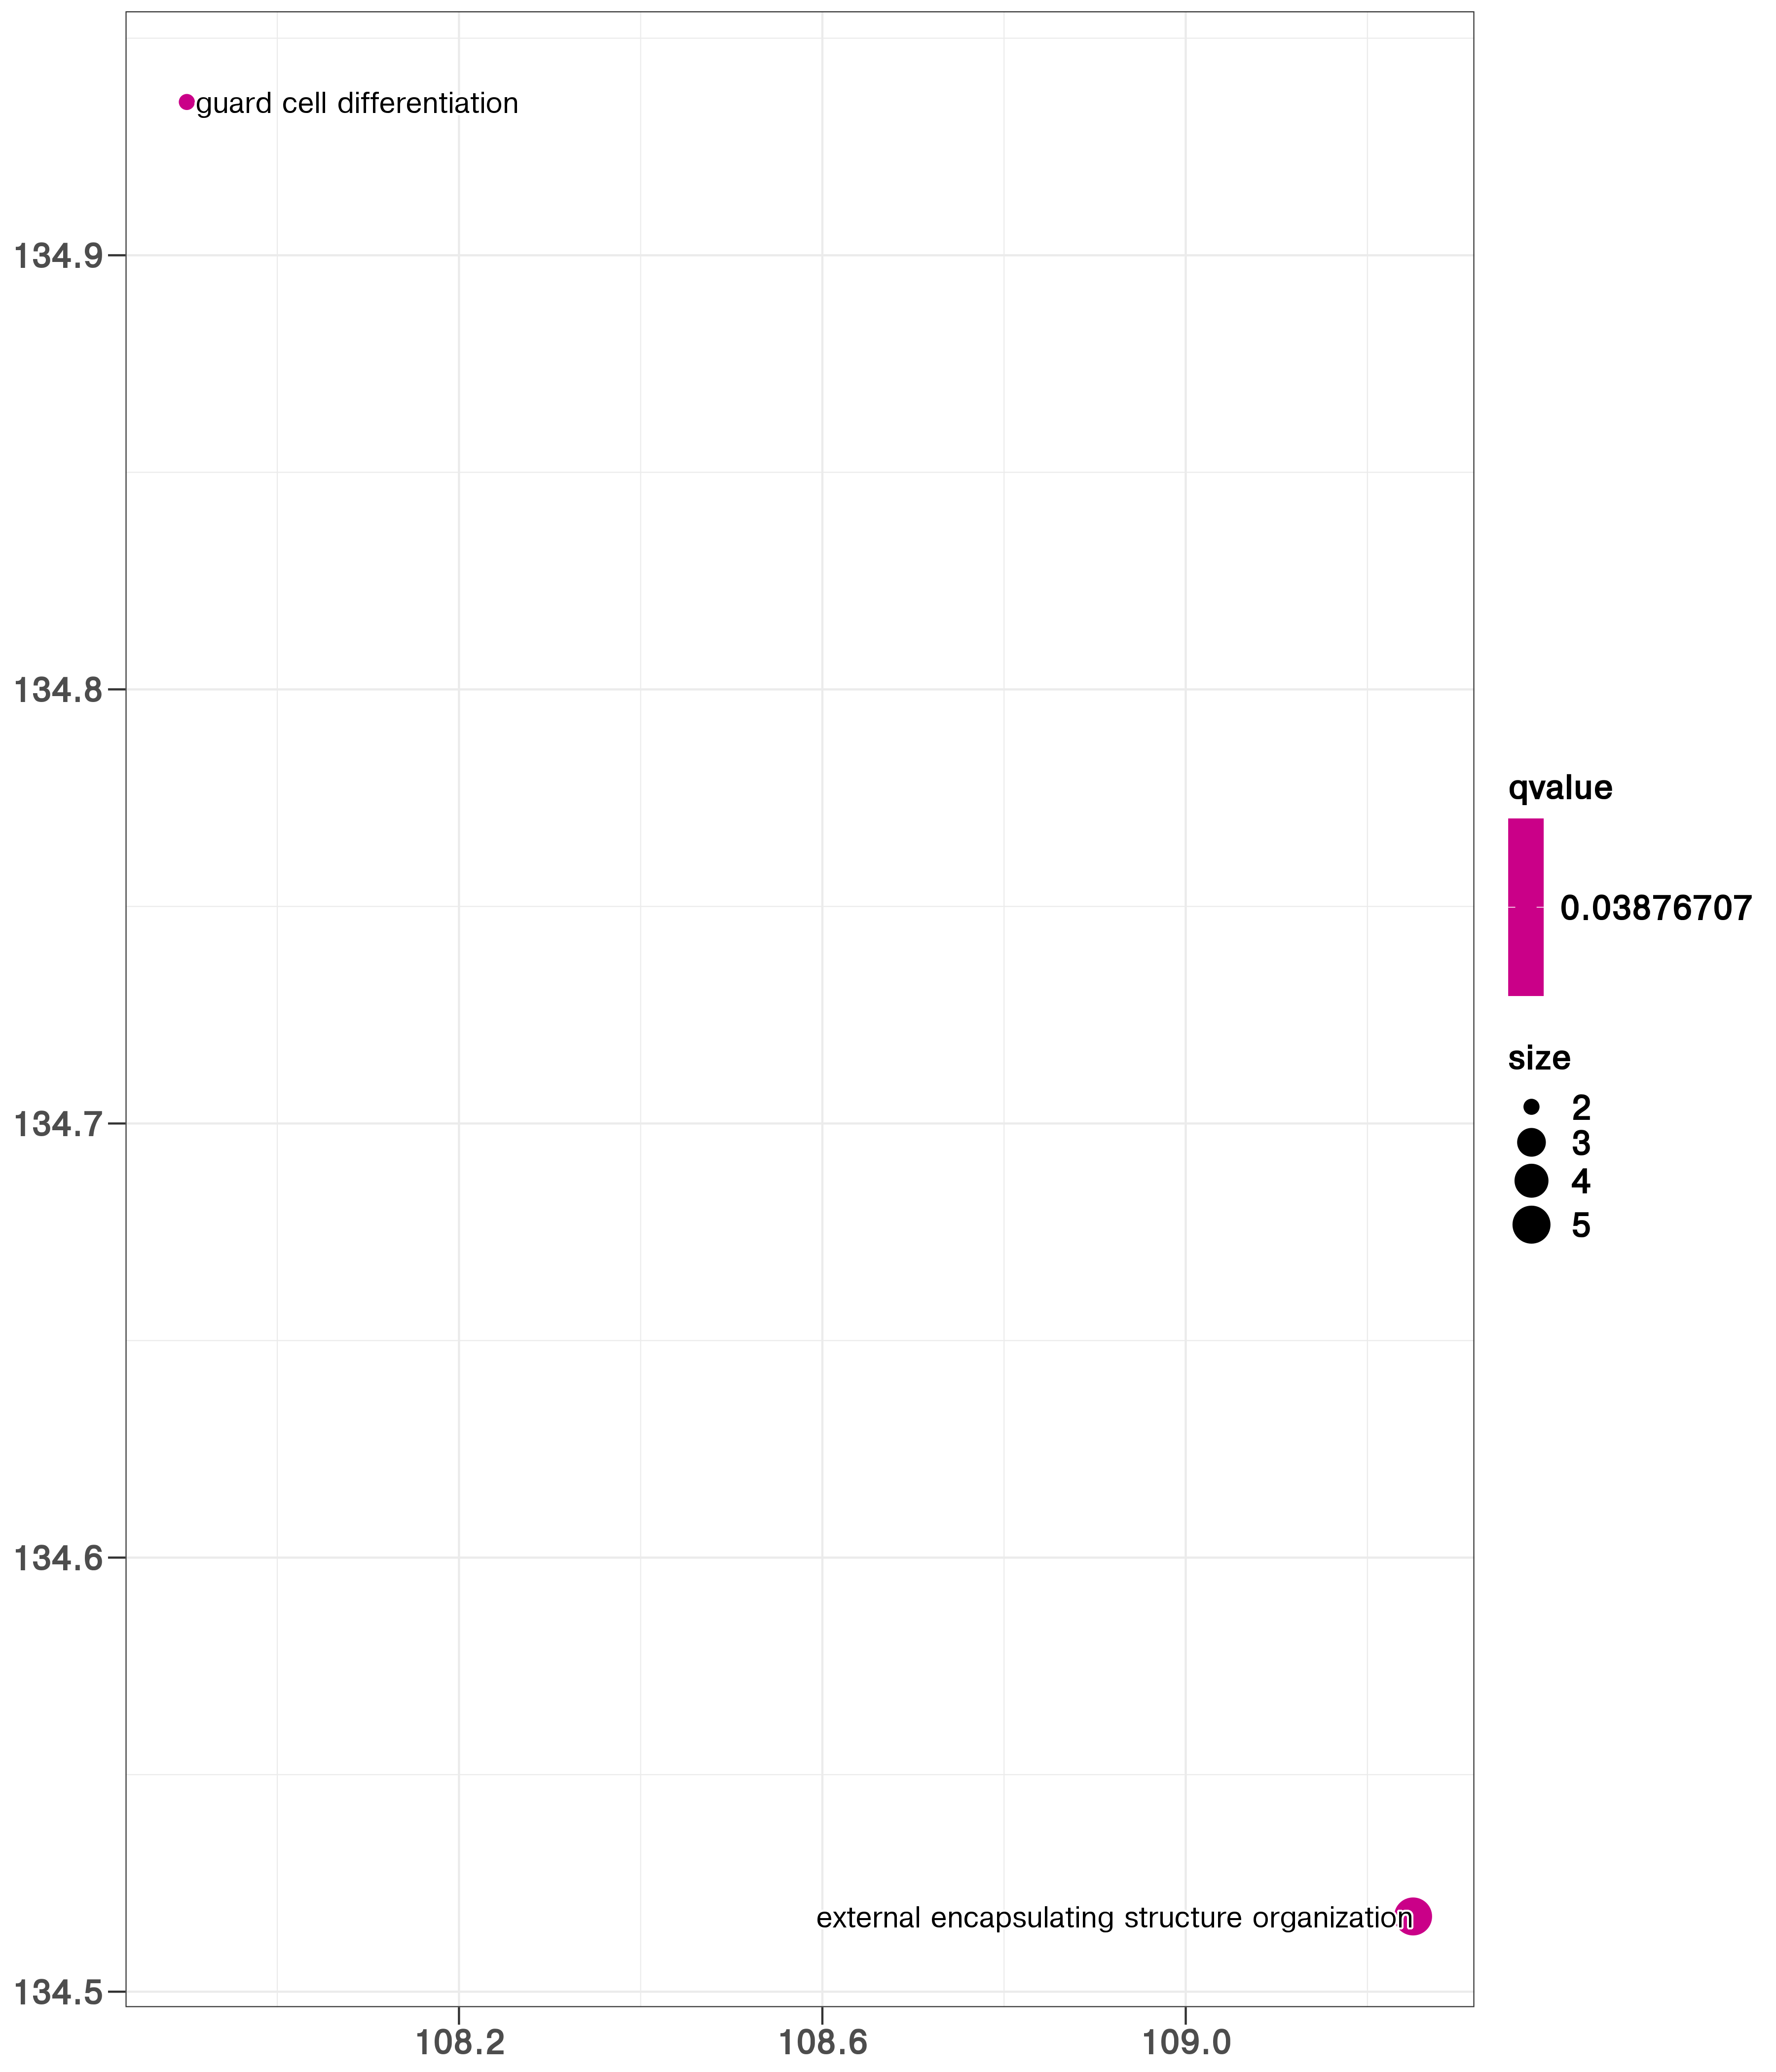 guard cell differentiation
134.9
134.8
134.7
134.6
134.5
external encapsulating structure organization
108.2 108.6 109.0
qvalue
0.03876707
size
2
3
4
5